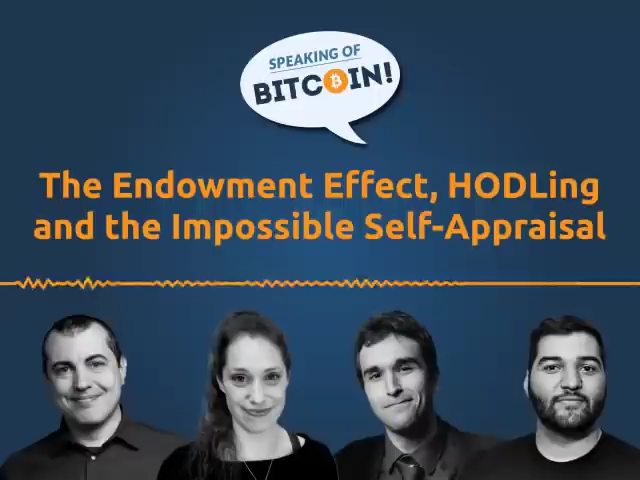 SPEAKING OF
BITCOIN!
The Endowment Effect, HODLing
and the Impossible Self-Appraisal